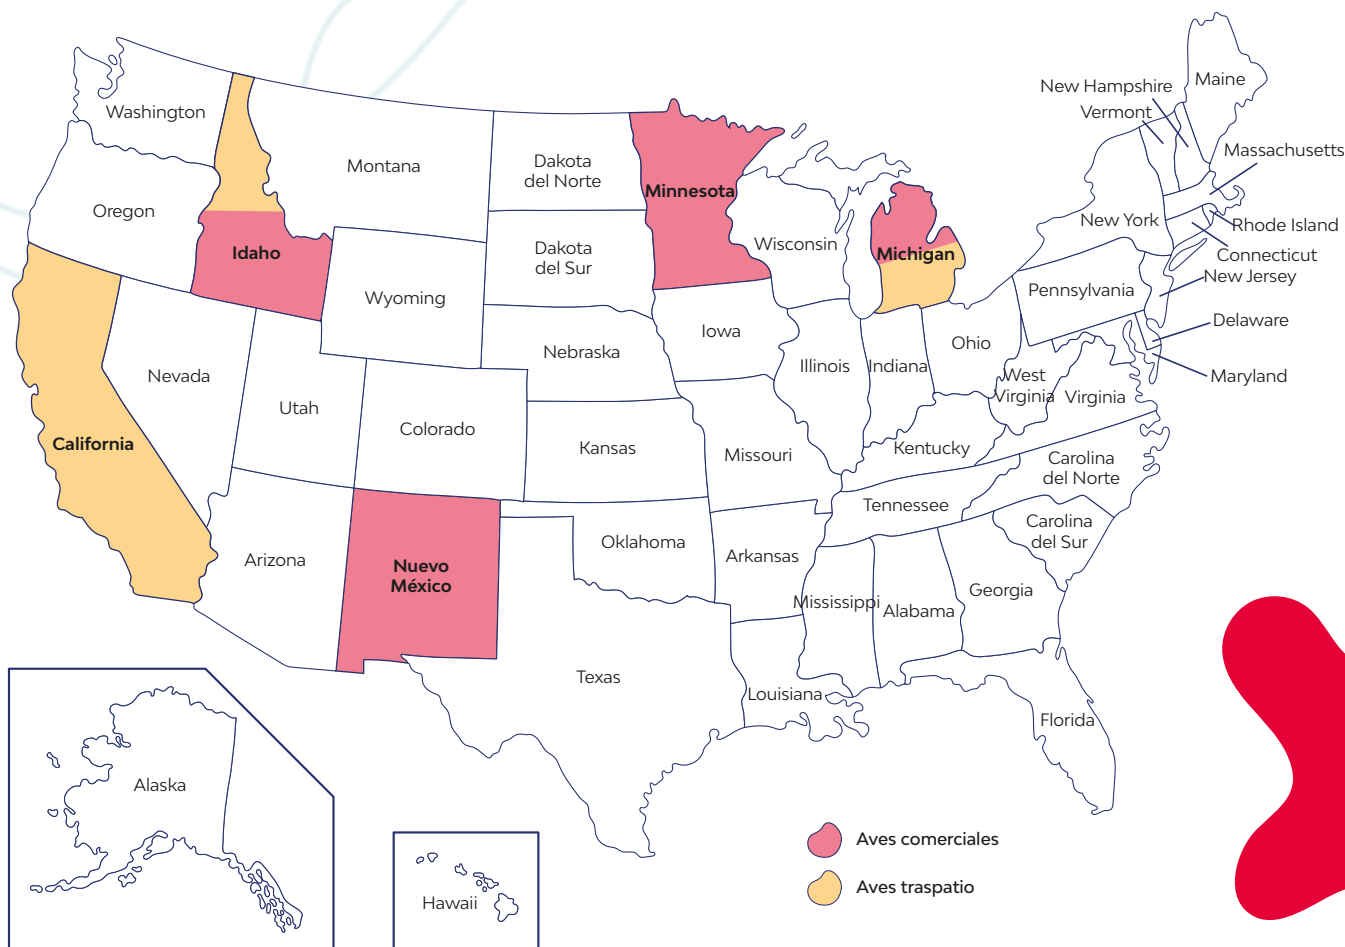 Maine
New Hampshire
Vermont
Washington
Massachusetts
Montana
Dakota
del Norte
Minnesota
Oregon
New York
Rhode Island
Wisconsin
Idaho
Dakota
del Sur
Michigan
Connecticut
New Jersey
Pennsylvania
Wyoming
Delaware
Iowa
Ohio
Nebraska
Illinois
Indiana
Nevada
West
Virginia
Maryland
Virginia
Utah
Colorado
California
Kansas
Missouri
Kentucky
Carolina
del Norte
Tennessee
Carolina
del Sur
Oklahoma
Arkansas
Arizona
Nuevo
México
Georgia
Mississippi
Alabama
Texas
Louisiana
Florida
Alaska
Aves comerciales
Aves traspatio
Hawaii